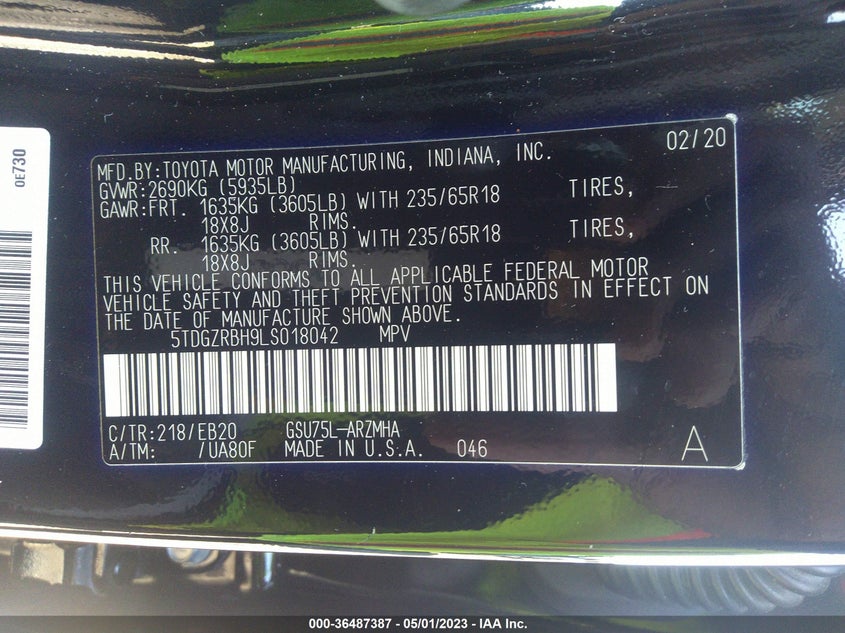 0E730
02/20
MFD.BY:TOYOTA MOTOR MANUFACTURING, INDIANA, INC.
GVWR:2690KG (5935LB)
GAWR:FRT. 1635KG (3605LB) WITH 235/65R18 TIRES,
18X8J RIMS.
RR. 1635KG (3605LB) WITH 235/65R18 TIRES,
18X8J RIMS.
THIS VEHICLE CONFORMS TO ALL APPLICABLE FEDERAL MOTOR
VEHICLE SAFETY AND THEFT PREVENTION STANDARDS IN EFFECT ON
THE DATE OF MANUFACTURE SHOWN ABOVE.
5TDGZRBH9LS018042 MPV
C/TR:218/EB20 GSU75L-ARZMHA
A/TM: /UA80F MADE IN U.S.A. 046 A
000-36487387 - 05/01/2023 - IAA Inc.